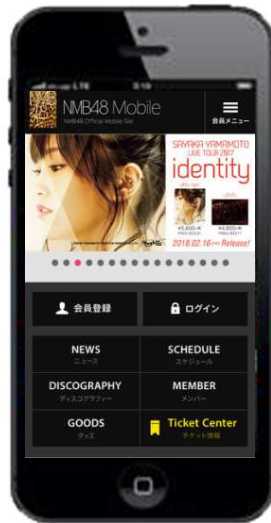 NMB48 Mobile
NMB48 Official Mobile Site
会員メニュー
SAYAKA YAMAMOTO
LIVE TOUR 2017
identity
2018.02.16 Release!
会員登録
ログイン
NEWS
ニュース
SCHEDULE
スケジュール
DISCOGRAPHY
ディスコグラフィー
MEMBER
メンバー
GOODS
グッズ
Ticket Center
チケット情報